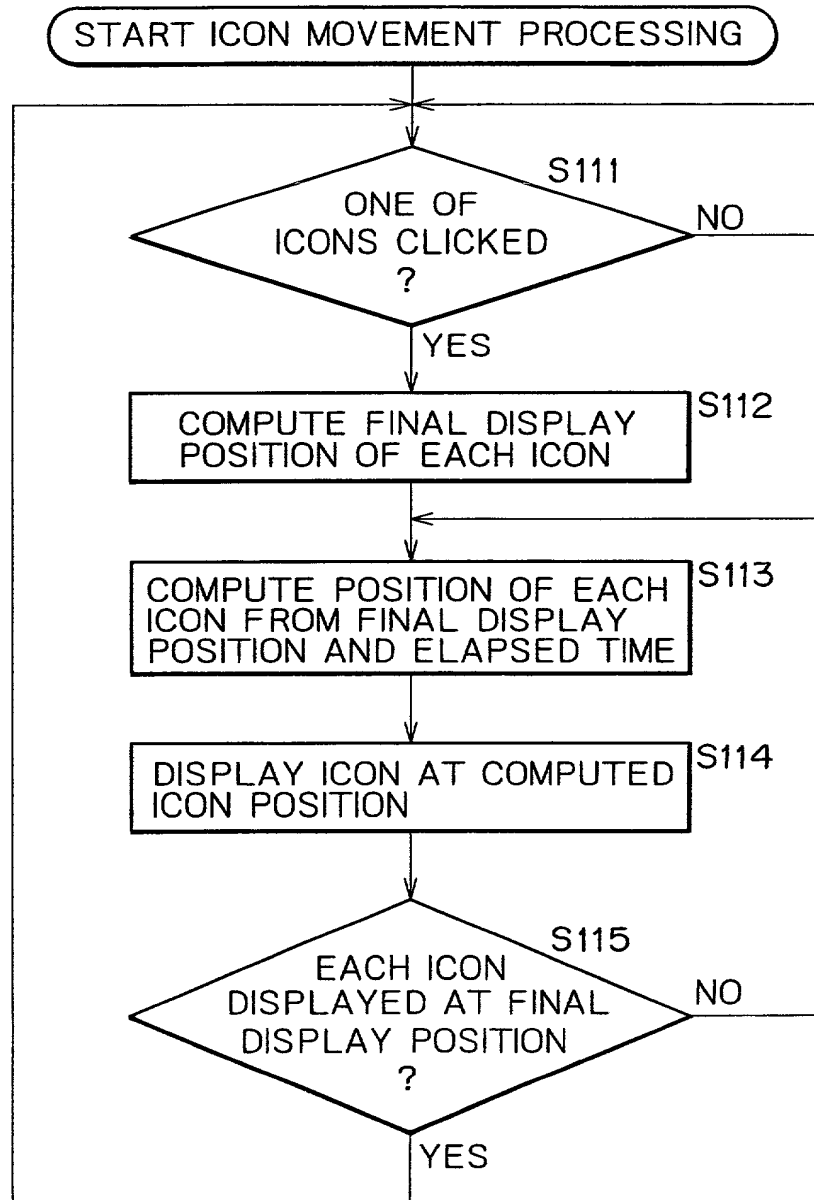 START ICON MOVEMENT PROCESSING
S111
ONE OF
ICONS CLICKED
?
NO
YES
S112
COMPUTE FINAL DISPLAY
POSITION OF EACH ICON
S113
COMPUTE POSITION OF EACH
ICON FROM FINAL DISPLAY
POSITION AND ELAPSED TIME
S114
DISPLAY ICON AT COMPUTED
ICON POSITION
S115
EACH ICON
DISPLAYED AT FINAL
DISPLAY POSITION
?
NO
YES